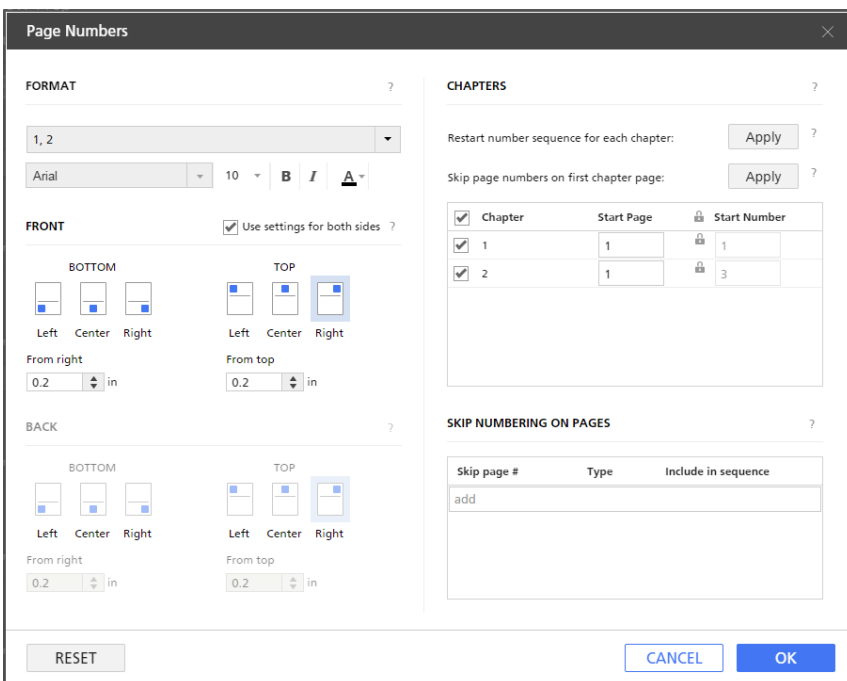 Page Numbers
FORMAT ?
1, 2
Arial 10 B I A
FRONT Use settings for both sides ?
BOTTOM TOP
Left Center Right Left Center Right
From right From top
0.2 in 0.2 in
BACK ?
BOTTOM TOP
Left Center Right Left Center Right
From right From top
0.2 in 0.2 in
CHAPTERS ?
Restart number sequence for each chapter: Apply ?
Skip page numbers on first chapter page: Apply ?
Chapter Start Page Start Number
1 1 1
2 1 3
SKIP NUMBERING ON PAGES ?
Skip page # Type Include in sequence
add
RESET CANCEL OK